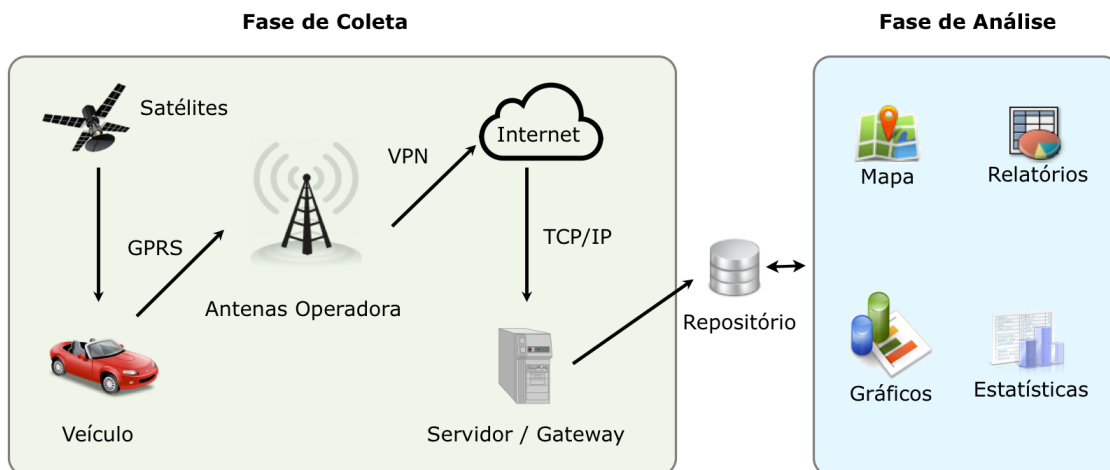 Fase de Coleta
Fase de Análise
Satélites
Internet
VPN
GPRS
TCP/IP
Antenas Operadora
Veículo
Servidor / Gateway
Repositório
Mapa
Relatórios
Gráficos
Estatísticas